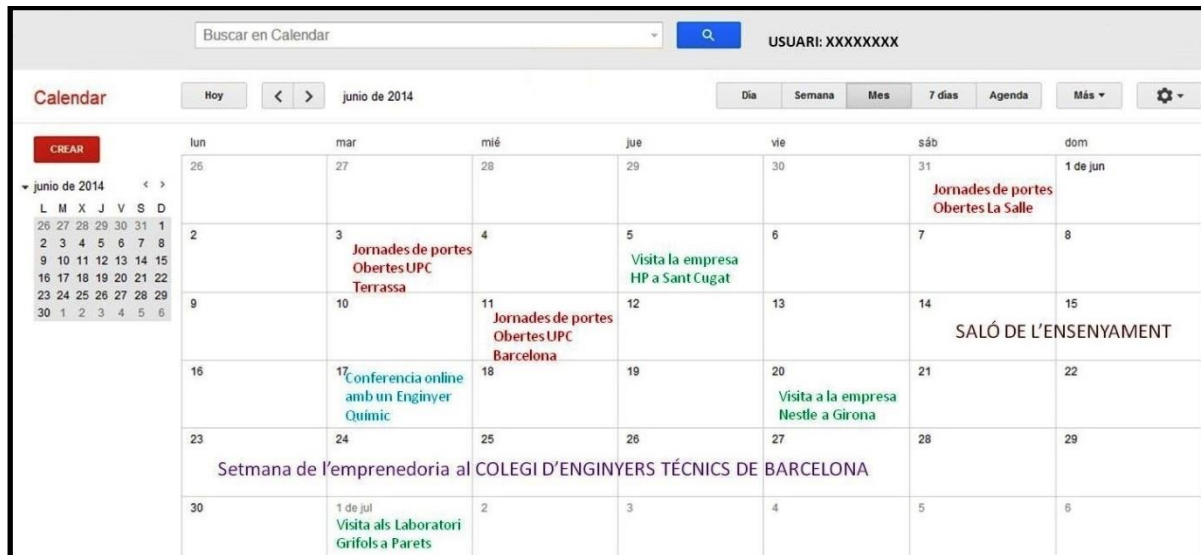 Buscar en Calendar
USUARI: XXXXXXXX
Calendar
Hoy < > junio de 2014 Día Semana Mes 7 días Agenda Más
CREAR
junio de 2014 < >
L M X J V S D
26 27 28 29 30 31 1
2 3 4 5 6 7 8
9 10 11 12 13 14 15
16 17 18 19 20 21 22
23 24 25 26 27 28 29
30 1 2 3 4 5 6
lun mar mié jue vie sáb dom
26 27 28 29 30 31 1 de jun
Jornades de portes
Obertes La Salle
2 3 4 5 6 7 8
Jornades de portes
Obertes UPC
Terrassa
Visita la empresa
HP a Sant Cugat
9 10 11 12 13 14 15
Jornades de portes
Obertes UPC
Barcelona
SALÓ DE L'ENSENYAMENT
16 17 18 19 20 21 22
Conferencia online
amb un Enginyer
Químic
Visita a la empresa
Nestle a Girona
23 24 25 26 27 28 29
Setmana de l'emprenedoria al COLEGI D'ENGINYERS TÉCNICS DE BARCELONA
30 1 de jul 2 3 4 5 6
Visita als Laboratori
Grifols a Parets